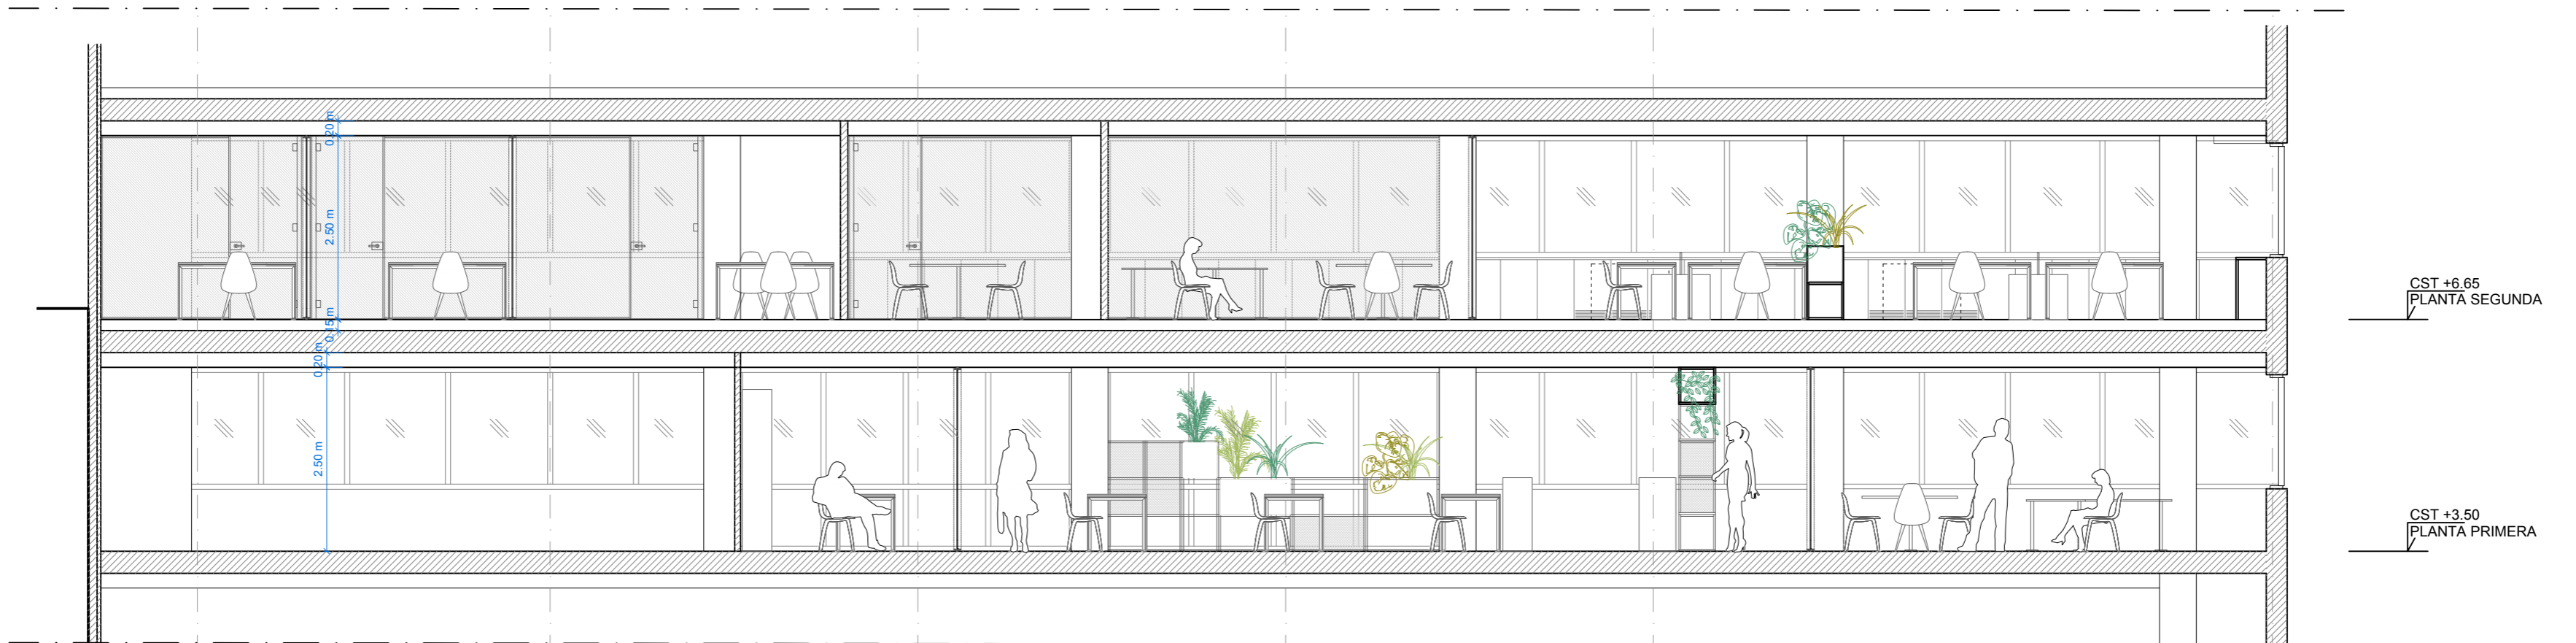 0.20 m
2.50 m
0.15 m
0.20 m
2.50 m
CST +6.65
PLANTA SEGUNDA
CST +3.50
PLANTA PRIMERA